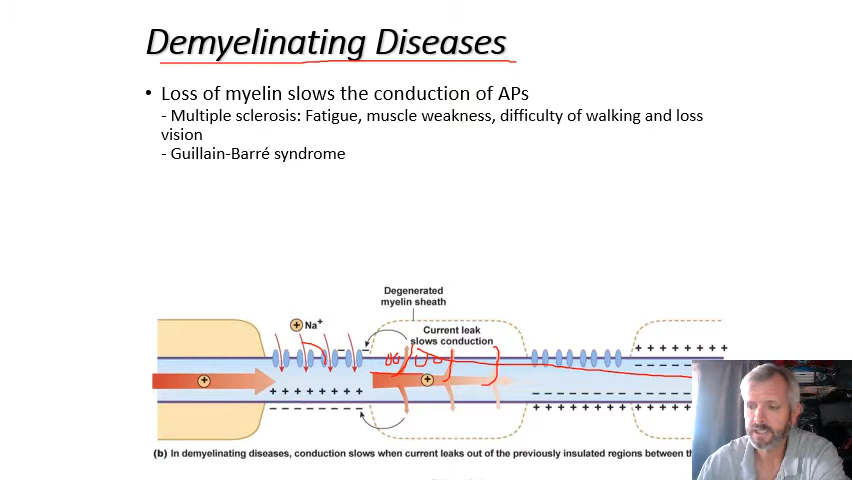 Demyelinating Diseases
• Loss of myelin slows the conduction of APs
- Multiple sclerosis: Fatigue, muscle weakness, difficulty of walking and loss
vision
- Guillain-Barré syndrome
Degenerated
myelin sheath
+ Na+
Current leak
slows conduction
+ + + + + + + +
– –
– – – – –
+
+
+ + + + + + + +
– – – – – – – –
– – – – – – – –
+ + + + + + + +
+ + + + + + + +
(b) In demyelinating diseases, conduction slows when current leaks out of the previously insulated regions between